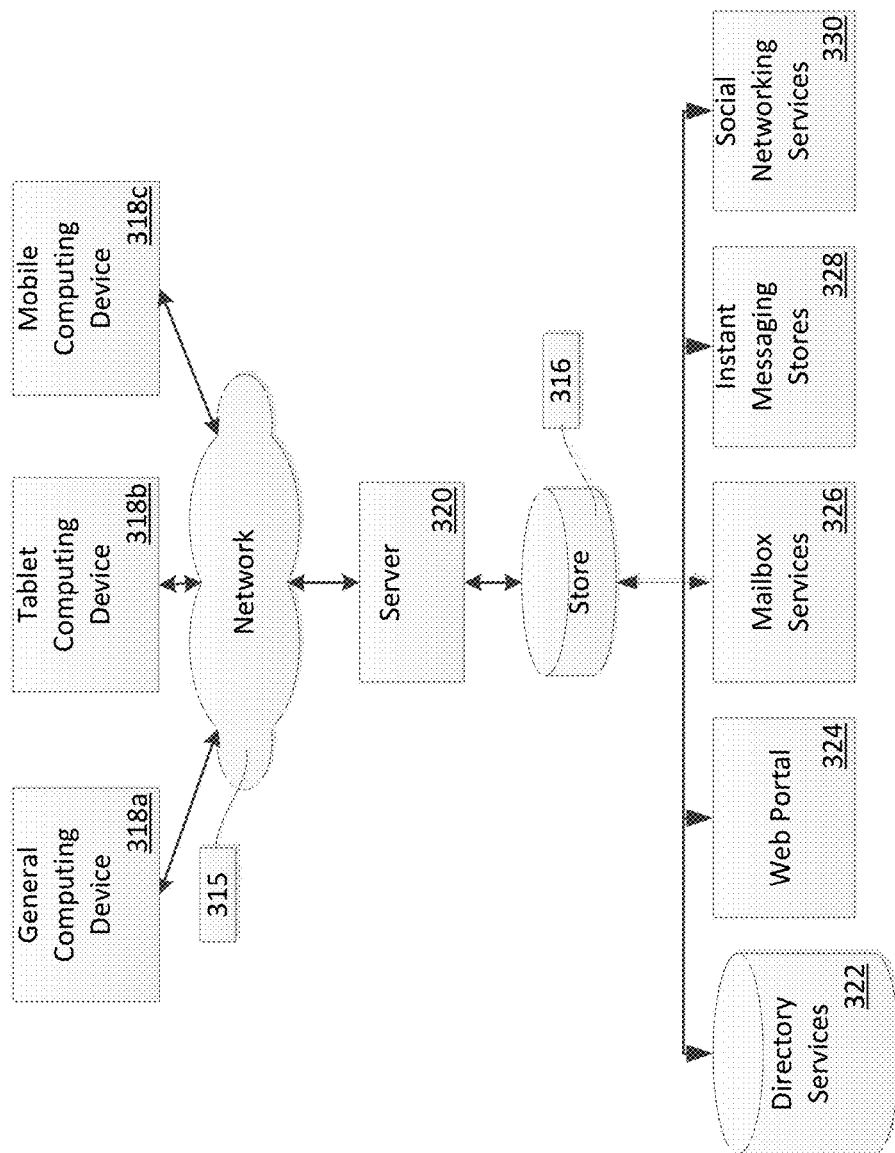 General
Computing
Device
318a
Tablet
Computing
Device
318b
Mobile
Computing
Device
318c
315
Network
Server
320
Store
316
Directory
Services
322
Web Portal
324
Mailbox
Services
326
Instant
Messaging
Stores
328
Social
Networking
Services
330